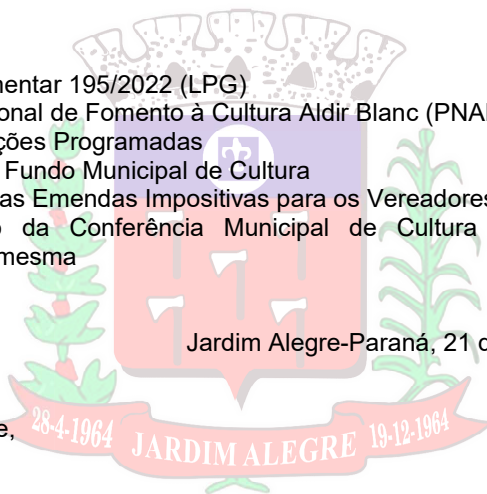 mentar 195/2022 (LPG)
onal de Fomento à Cultura Aldir Blanc (PNA
ções Programadas
Fundo Municipal de Cultura
as Emendas Impositivas para os Vereadores
da Conferência Municipal de Cultura
mesma
Jardim Alegre-Paraná, 21 d
e,
28-4-1964 JARDIM ALEGRE 19-12-1964